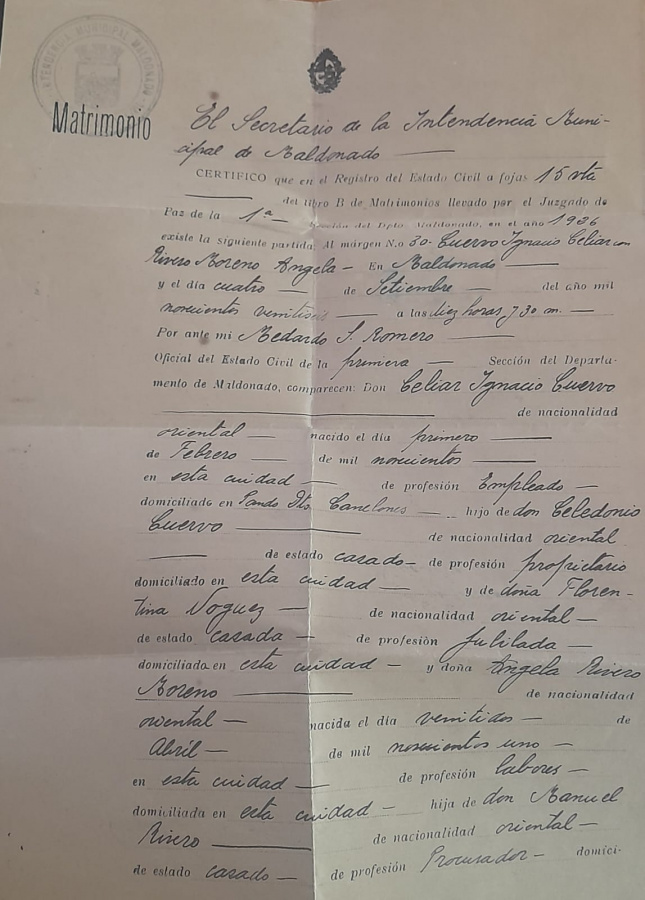 INTENDENCIA MUNICIPAL MALDONADO
Matrimonio
El Secretario de la Intendencia Muni-
cipal de Maldonado
CERTIFICO que en el Registro del Estado Civil a fojas 15 vta
del libro B de Matrimonios llevado por el Juzgado de
Paz de la 1ª Sección del Dpto. Maldonado, en el año 1926
existe la siguiente partida: Al márgen N.o 30- Cuervo Ignacio Celiar con
Rivero Moreno Angela - En Maldonado
y el día cuatro de Setiembre del año mil
novecientos veintiseis a las diez horas y 30 m.
Por ante mi Medardo S. Romero
Oficial del Estado Civil de la primera Sección del Departa-
mento de Maldonado, comparecen: Don Celiar Ignacio Cuervo
de nacionalidad
oriental nacido el día primero
de Febrero de mil novecientos
en esta ciudad de profesión Empleado
domiciliado en Pando Dto. Canelones hijo de don Celedonio
Cuervo de nacionalidad oriental
de estado casado de profesión propietario
domiciliado en esta ciudad y de doña Floren-
tina Noguez de nacionalidad oriental
de estado casada de profesión jubilada
domiciliada en esta ciudad y doña Angela Rivero
Moreno de nacionalidad
oriental nacida el día veintidos de
Abril de mil novecientos uno
en esta ciudad de profesión labores
domiciliada en esta ciudad hija de don Manuel
Rivero de nacionalidad oriental
de estado casado de profesión Procurador domici-